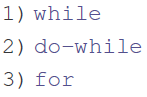 1) while
2) do-while
3) for